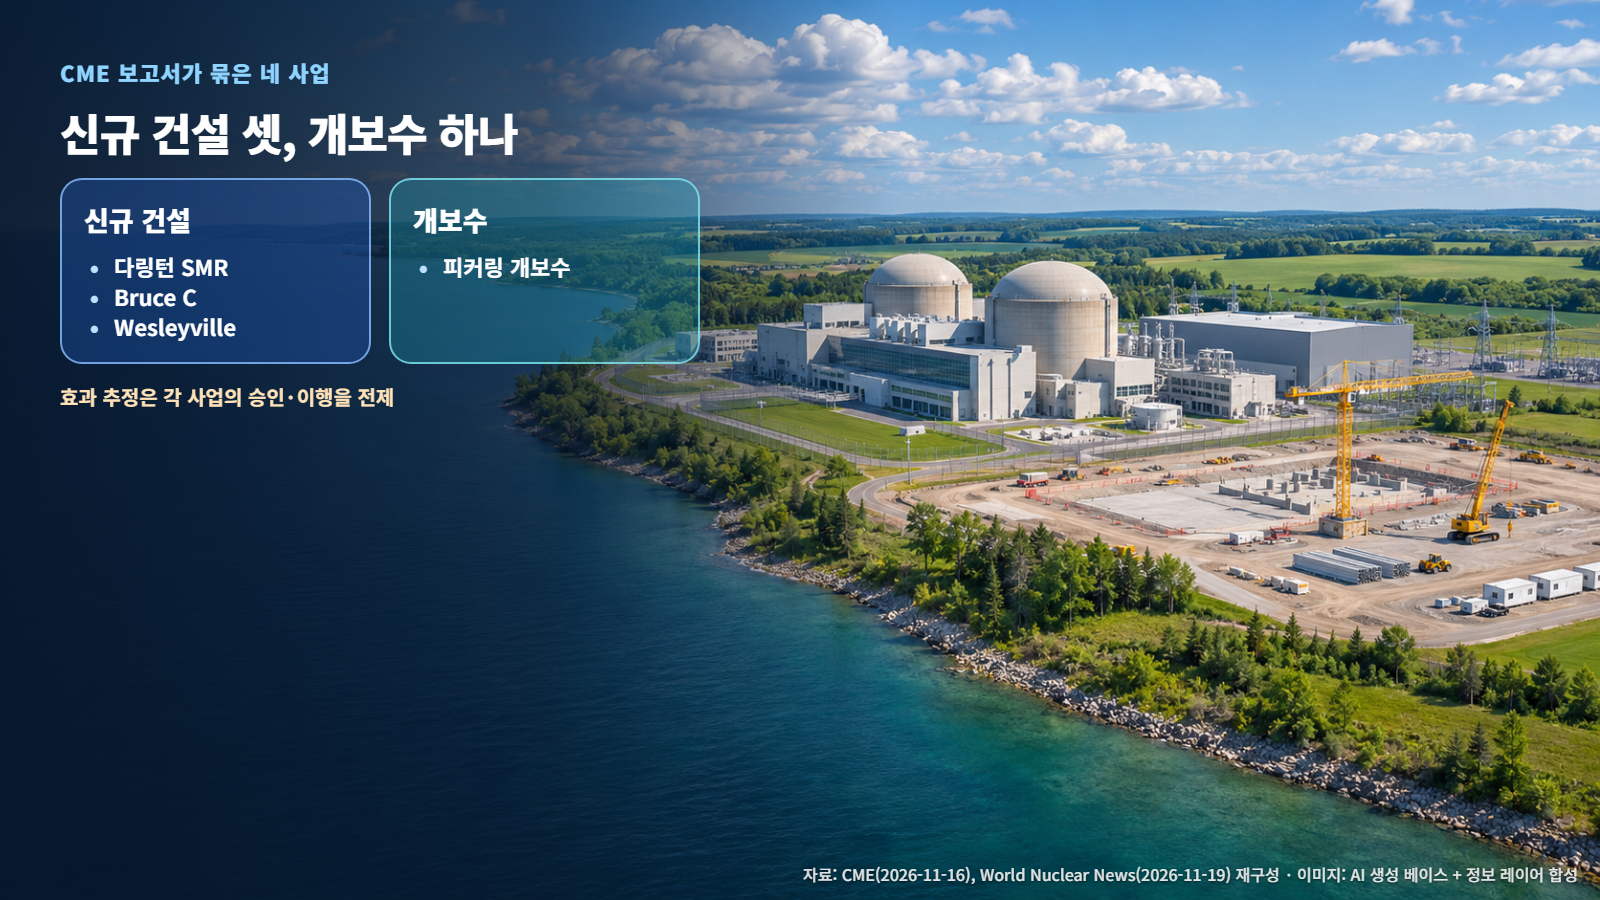 CME 보고서가 묶은 네 사업
신규 건설 셋, 개보수 하나
신규 건설
• 다링턴 SMR
• Bruce C
• Wesleyville
개보수
• 피커링 개보수
효과 추정은 각 사업의 승인·이행을 전제
자료: CME(2026-11-16), World Nuclear News(2026-11-19) 재구성 · 이미지: AI 생성 베이스 + 정보 레이어 합성